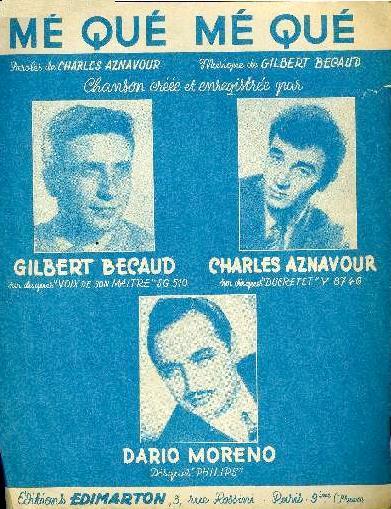 MÉ QUÉ MÉ QUÉ
Paroles de CHARLES AZNAVOUR Musique de GILBERT BECAUD
Chanson créée et enregistrée par
GILBERT BECAUD CHARLES AZNAVOUR
sur disques "VOIX DE SON MAITRE" SG 510 sur disques "DUCRETET" Y 8746
DARIO MORENO
Disques "PHILIPS"
Editions EDIMARTON, 3, rue Rossini - Paris - 9ème